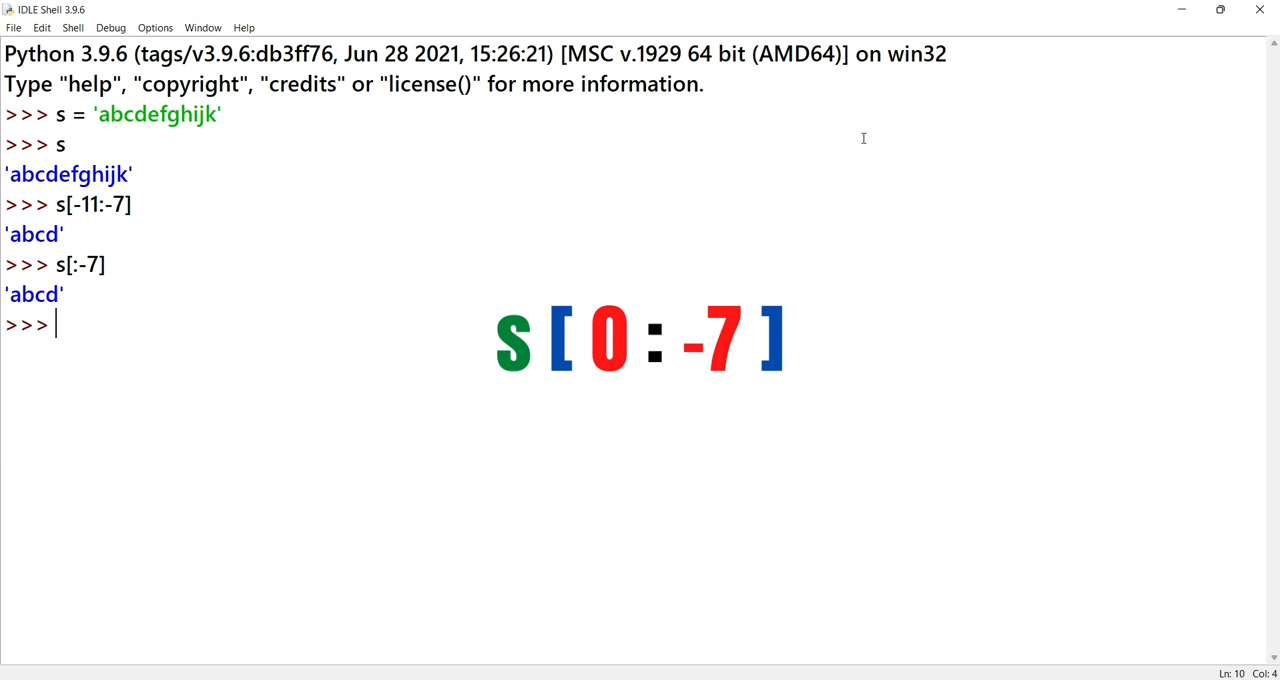 IDLE Shell 3.9.6
File Edit Shell Debug Options Window Help
Python 3.9.6 (tags/v3.9.6:db3ff76, Jun 28 2021, 15:26:21) [MSC v.1929 64 bit (AMD64)] on win32
Type "help", "copyright", "credits" or "license()" for more information.
>>> s = 'abcdefghijk'
>>> s
'abcdefghijk'
>>> s[-11:-7]
'abcd'
>>> s[:-7]
'abcd'
>>>
s[0:-7]
Ln: 10 Col: 4